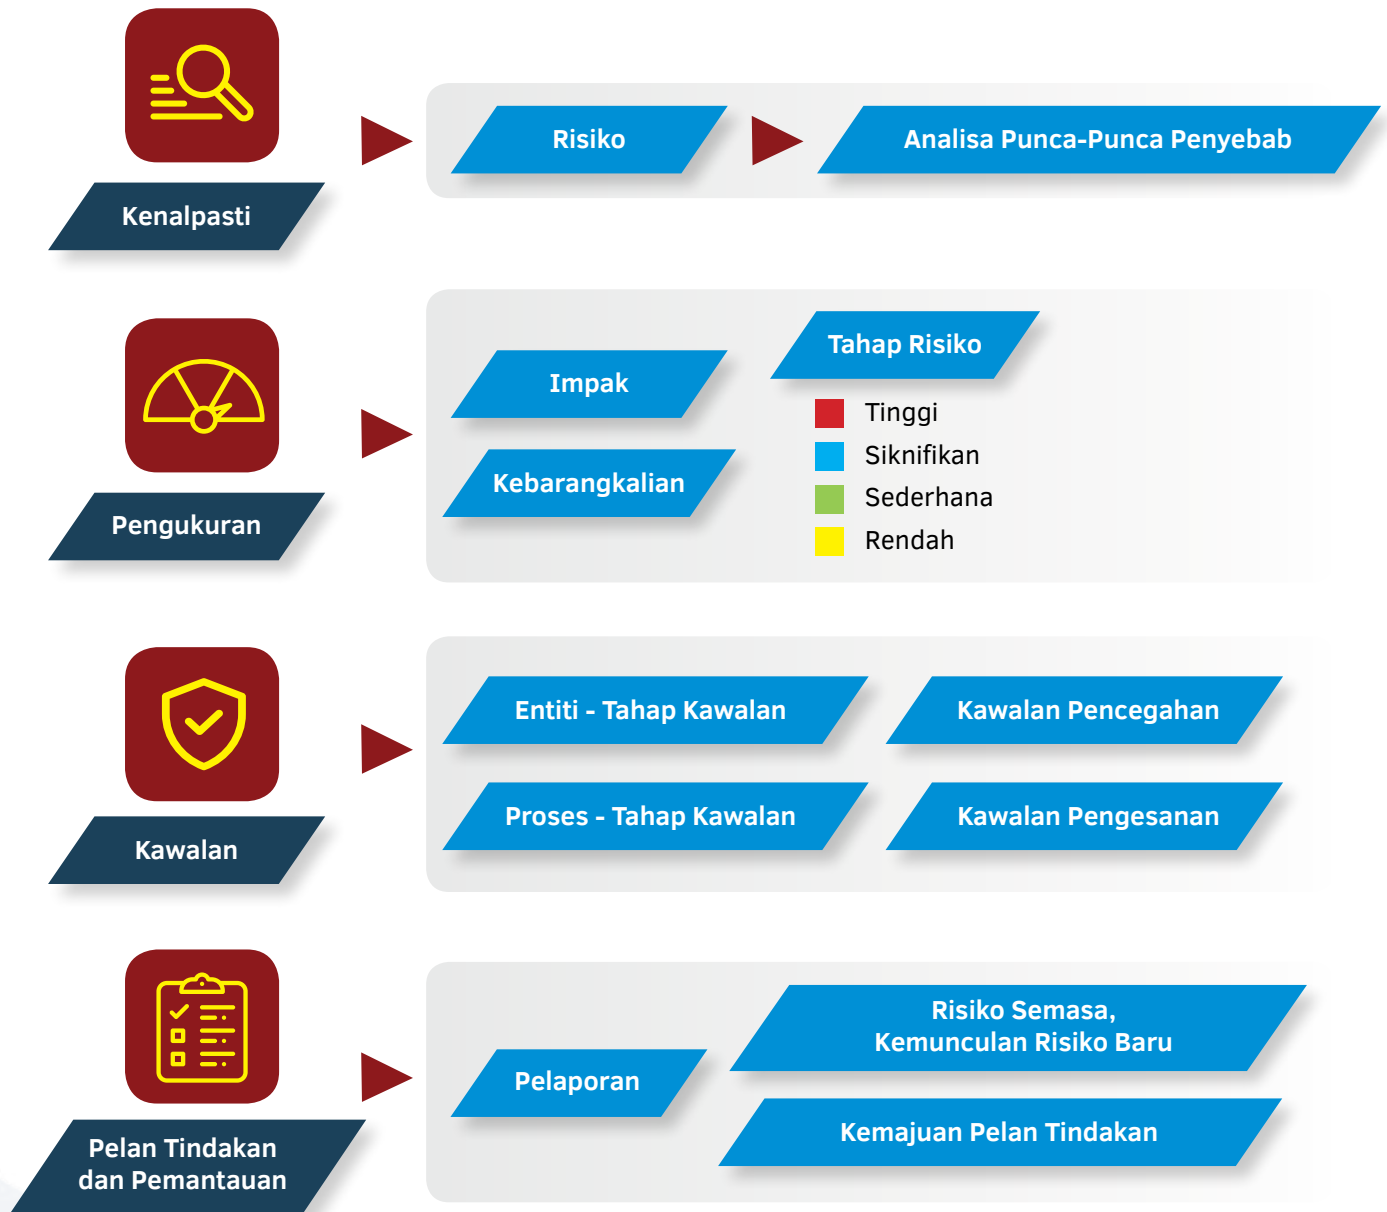 Kenalpasti
Risiko
Analisa Punca-Punca Penyebab
Pengukuran
Impak
Kebarangkalian
Tahap Risiko
Tinggi
Siknifikan
Sederhana
Rendah
Kawalan
Entiti - Tahap Kawalan
Kawalan Pencegahan
Proses - Tahap Kawalan
Kawalan Pengesanan
Pelan Tindakan
dan Pemantauan
Pelaporan
Risiko Semasa,
Kemunculan Risiko Baru
Kemajuan Pelan Tindakan